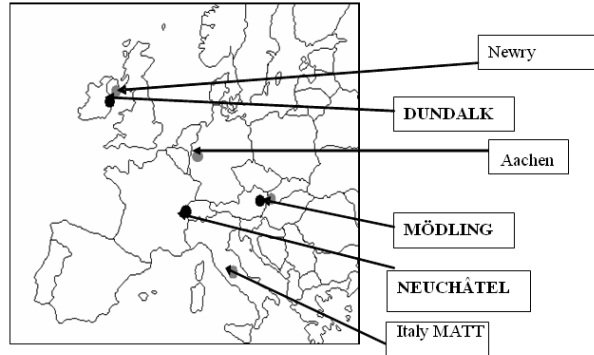 Newry
DUNDALK
Aachen
MÖDLING
NEUCHÂTEL
Italy MATT